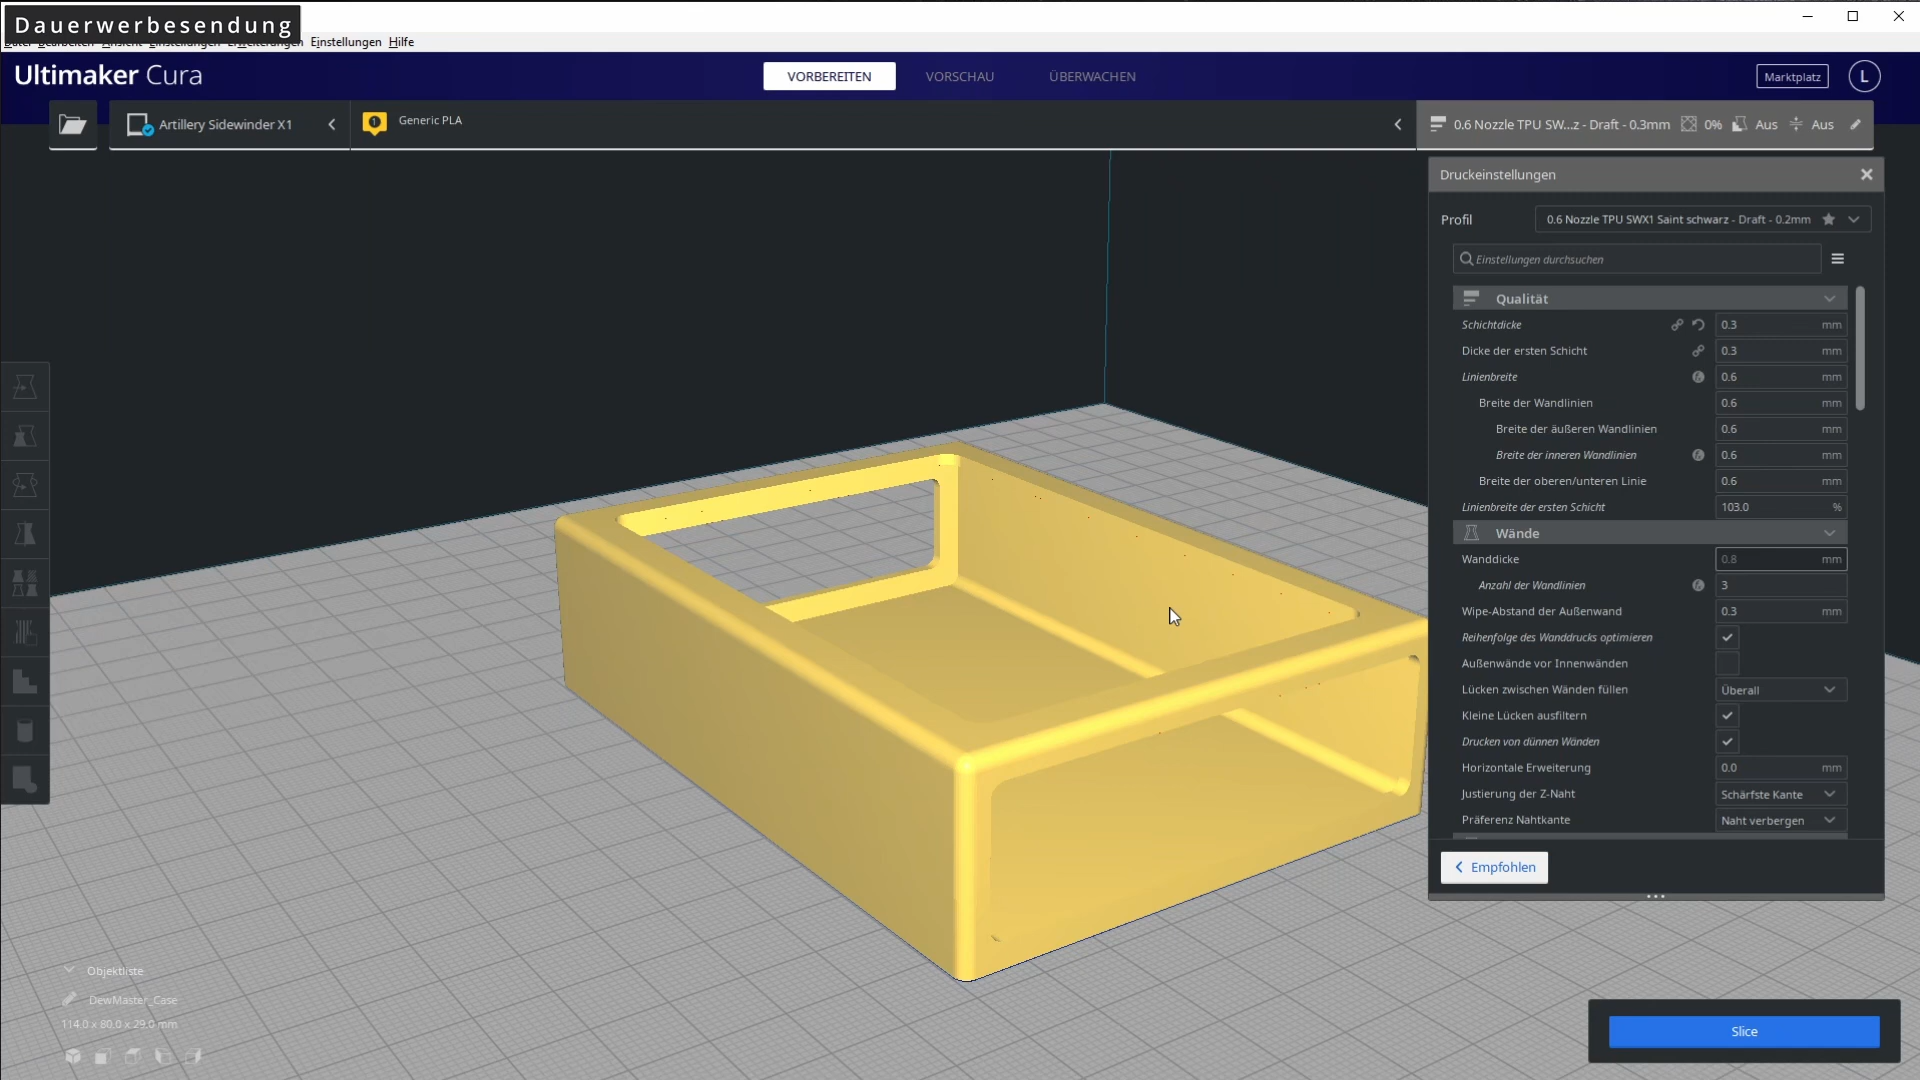 Dauerwerbesendung
Einstellungen Hilfe
Ultimaker Cura
VORBEREITEN
VORSCHAU
ÜBERWACHEN
Marktplatz
L
Artillery Sidewinder X1
1
Generic PLA
0.6 Nozzle TPU SW...z - Draft - 0.3mm
0%
Aus
Aus
Druckeinstellungen
Profil
0.6 Nozzle TPU SWX1 Saint schwarz - Draft - 0.2mm
Einstellungen durchsuchen
Qualität
Schichtdicke 0.3 mm
Dicke der ersten Schicht 0.3 mm
Linienbreite 0.6 mm
Breite der Wandlinien 0.6 mm
Breite der äußeren Wandlinien 0.6 mm
Breite der inneren Wandlinien 0.6 mm
Breite der oberen/unteren Linie 0.6 mm
Linienbreite der ersten Schicht 103.0 %
Wände
Wanddicke 0.8 mm
Anzahl der Wandlinien 3
Wipe-Abstand der Außenwand 0.3 mm
Reihenfolge des Wanddrucks optimieren
Außenwände vor Innenwänden
Lücken zwischen Wänden füllen Überall
Kleine Lücken ausfiltern
Drucken von dünnen Wänden
Horizontale Erweiterung 0.0 mm
Justierung der Z-Naht Schärfste Kante
Präferenz Nahtkante Naht verbergen
Empfohlen
Objektliste
DewMaster_Case
114.0 x 80.0 x 29.0 mm
Slice